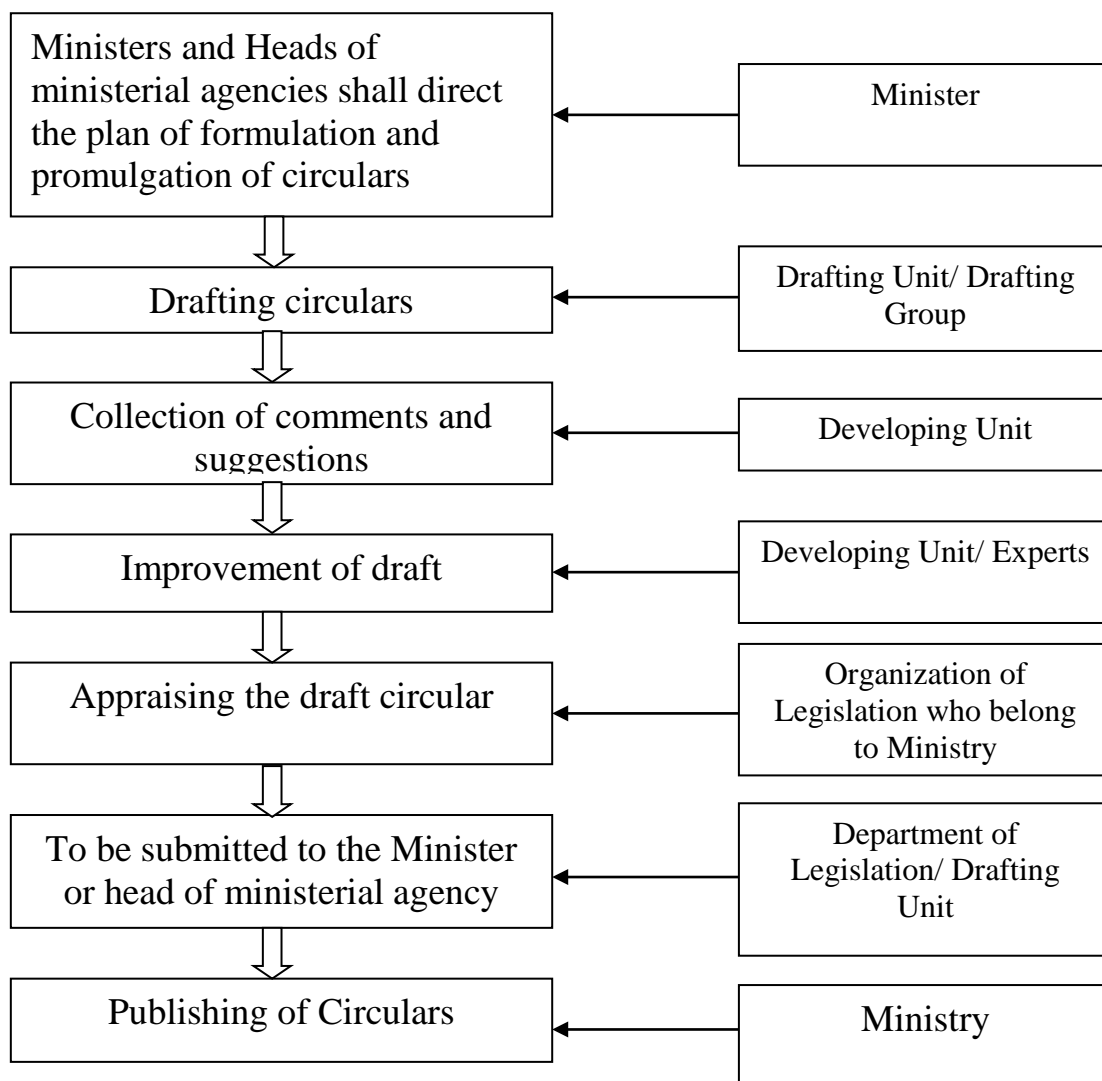 Ministers and Heads of
ministerial agencies shall direct
the plan of formulation and
promulgation of circulars
Minister
Drafting circulars
Drafting Unit/ Drafting
Group
Collection of comments and
suggestions
Developing Unit
Improvement of draft
Developing Unit/ Experts
Appraising the draft circular
Organization of
Legislation who belong
to Ministry
To be submitted to the Minister
or head of ministerial agency
Department of
Legislation/ Drafting
Unit
Publishing of Circulars
Ministry